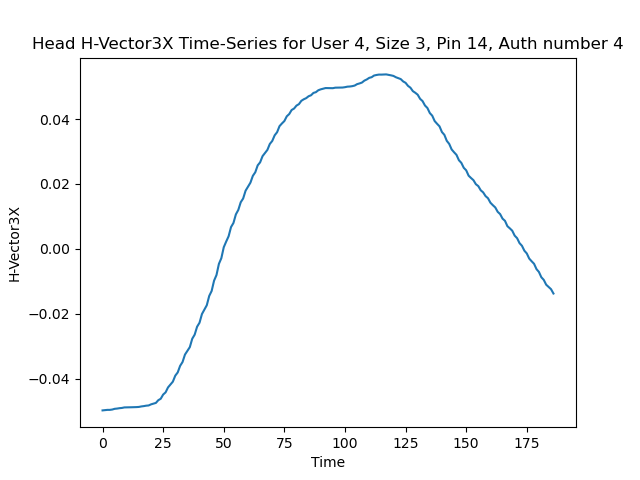 Head H-Vector3X Time-Series for User 4, Size 3, Pin 14, Auth number 4
H-Vector3X
0.04
0.02
0.00
−0.02
−0.04
0 25 50 75 100 125 150 175
Time